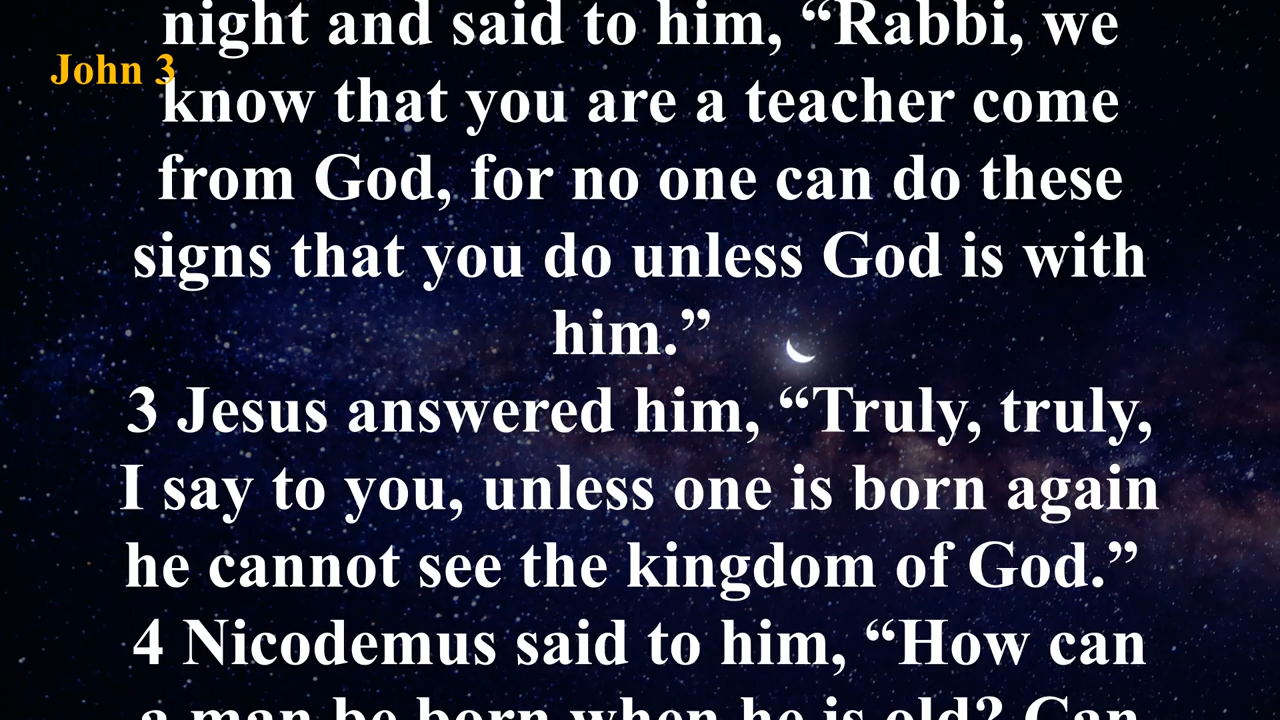 night and said to him, “Rabbi, we
John 3
know that you are a teacher come
from God, for no one can do these
signs that you do unless God is with
him.”
3 Jesus answered him, “Truly, truly,
I say to you, unless one is born again
he cannot see the kingdom of God.”
4 Nicodemus said to him, “How can
a man be born when he is old? Can